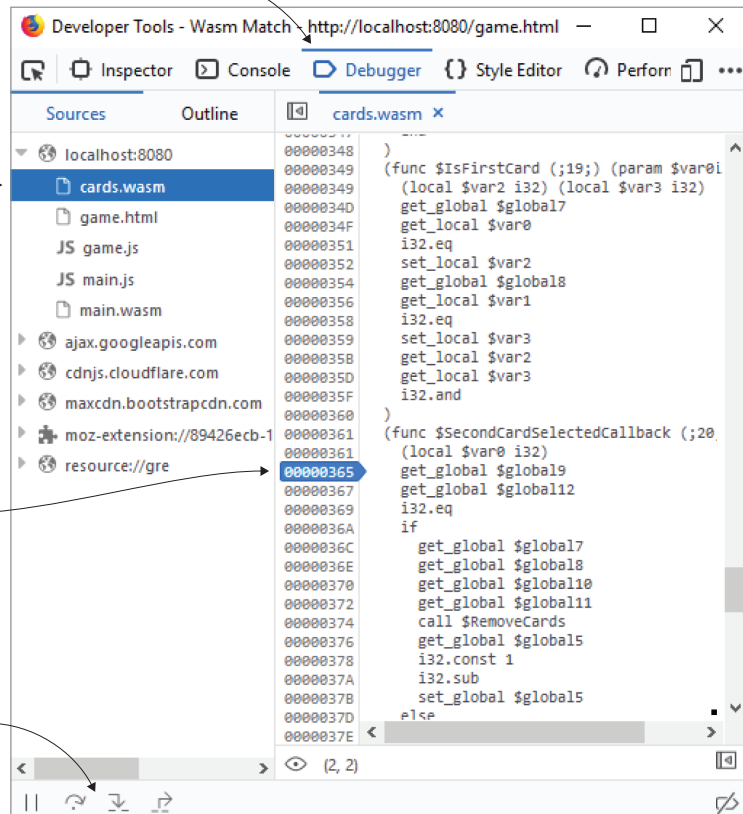 Developer Tools - Wasm Match - http://localhost:8080/game.html
Inspector Console Debugger {} Style Editor Perforn
Sources Outline cards.wasm ×
localhost:8080
cards.wasm
game.html
JS game.js
JS main.js
main.wasm
ajax.googleapis.com
cdnjs.cloudflare.com
maxcdn.bootstrapcdn.com
moz-extension://89426ecb-1
resource://gre
00000348 )
00000349 (func $IsFirstCard (;19;) (param $var0i
00000349 (local $var2 i32) (local $var3 i32)
0000034D get_global $global7
0000034F get_local $var0
00000351 i32.eq
00000352 set_local $var2
00000354 get_global $global8
00000356 get_local $var1
00000358 i32.eq
00000359 set_local $var3
0000035B get_local $var2
0000035D get_local $var3
0000035F i32.and
00000360 )
00000361 (func $SecondCardSelectedCallback (;20
00000361 (local $var0 i32)
00000365 get_global $global9
00000367 get_global $global12
00000369 i32.eq
0000036A if
0000036C get_global $global7
0000036E get_global $global8
00000370 get_global $global10
00000372 get_global $global11
00000374 call $RemoveCards
00000376 get_global $global5
00000378 i32.const 1
0000037A i32.sub
0000037B set_global $global5
0000037D else
0000037E
(2, 2)